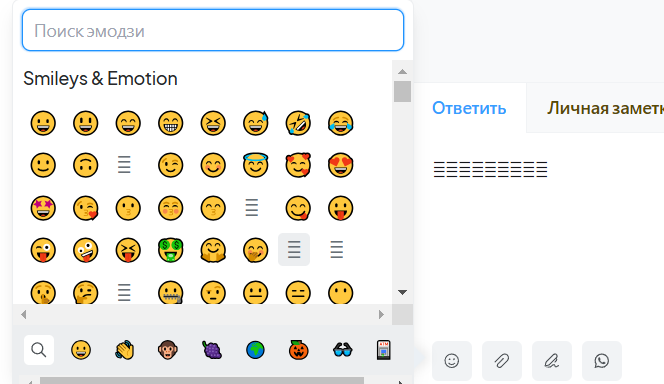 Поиск эмодзи
Smileys & Emotion
Ответить
Личная заметк